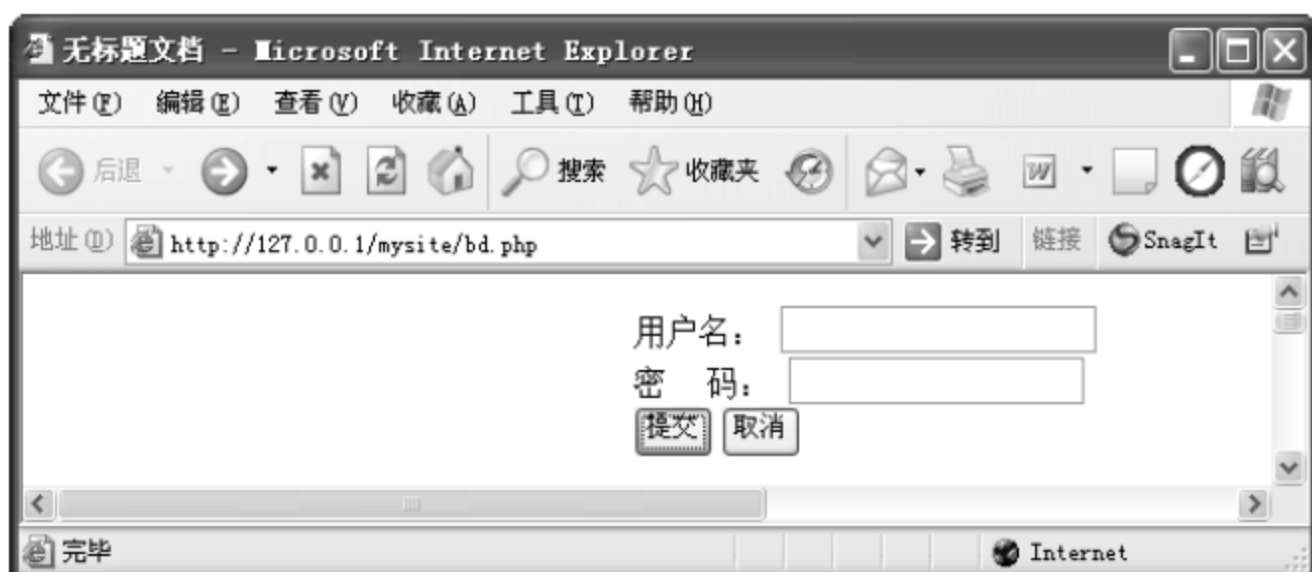 无标题文档 - Microsoft Internet Explorer
文件(F) 编辑(E) 查看(V) 收藏(A) 工具(T) 帮助(H)
后退 搜索 收藏夹 W
地址(D) http://127.0.0.1/mysite/bd.php 转到 链接 SnagIt
用户名：
密 码：
提交 取消
完毕 Internet